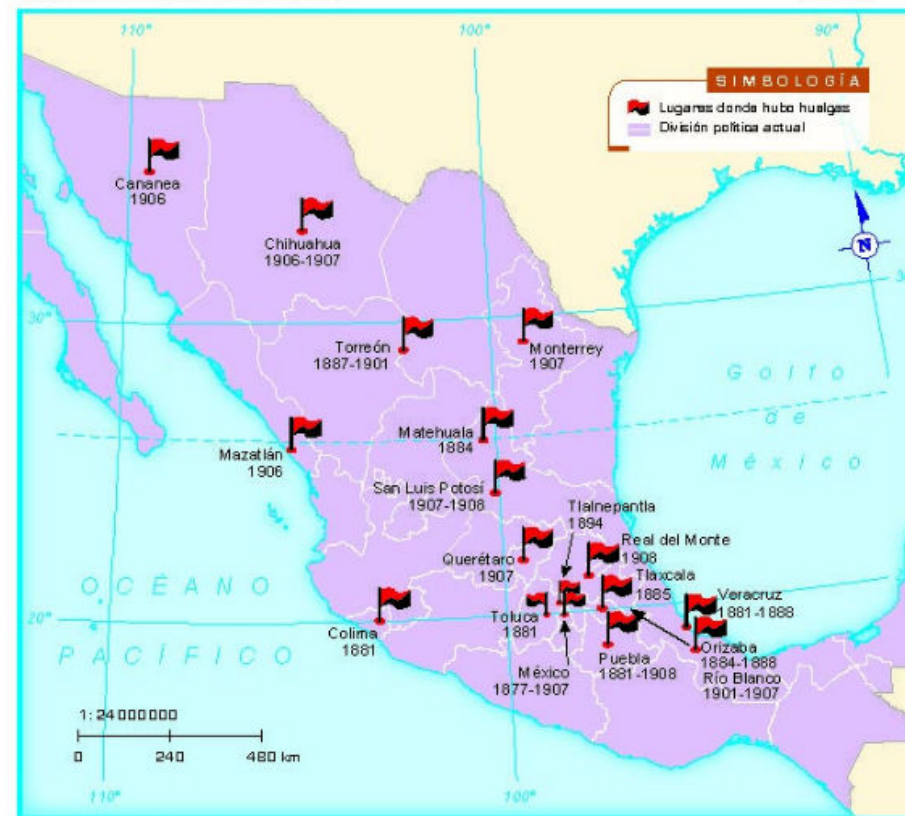 110°
100°
90°
SIMBOLOGÍA
Lugares donde hubo huelgas
División política actual
N
Cananea
1906
Chihuahua
1906-1907
30°
Torreón
1887-1901
Monterrey
1907
Golfo
de
México
Matehuala
1884
Mazatlán
1906
San Luis Potosí
1907-1908
Tlalnepantla
1894
Real del Monte
1908
Querétaro
1907
Tlaxcala
1885
Veracruz
1881-1888
OCÉANO
PACÍFICO
20°
Colima
1881
Toluca
1881
México
1877-1907
Puebla
1881-1908
Orizaba
1884-1888
Río Blanco
1901-1907
1: 24 000 000
0 240 480 km
110°
100°